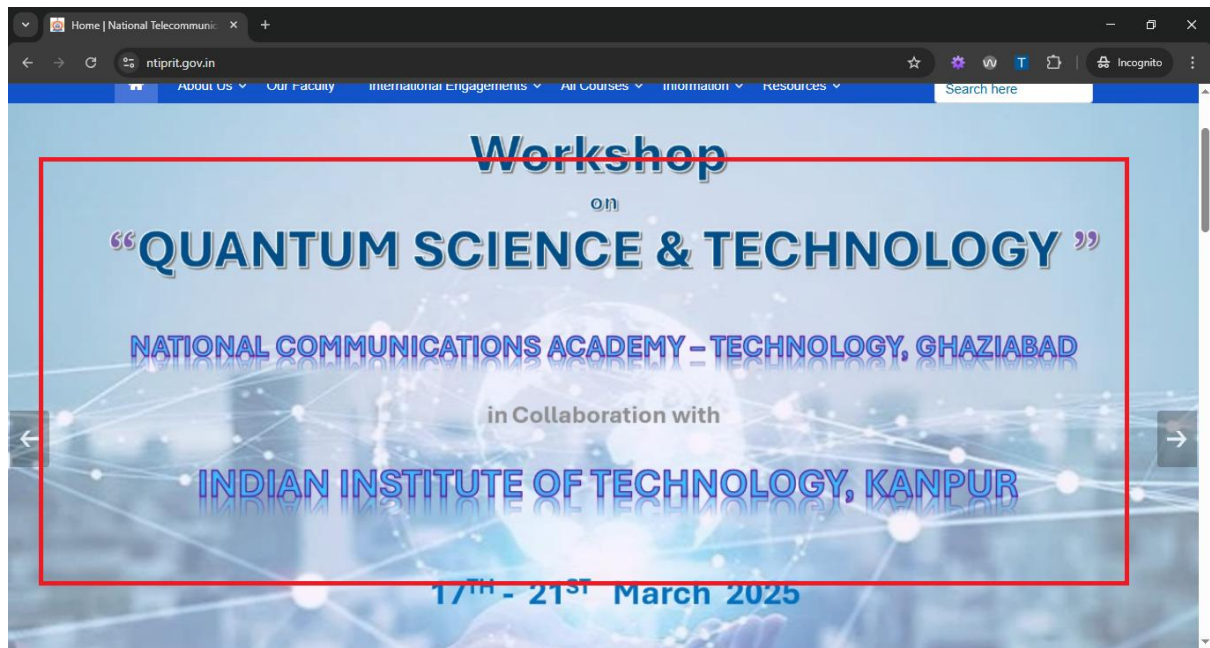 Home | National Telecommunic
ntiprit.gov.in
Incognito
About Us
Our Faculty
International Engagements
All Courses
Information
Resources
Search here
Workshop
on
“QUANTUM SCIENCE & TECHNOLOGY ”
NATIONAL COMMUNICATIONS ACADEMY – TECHNOLOGY, GHAZIABAD
in Collaboration with
INDIAN INSTITUTE OF TECHNOLOGY, KANPUR
17TH - 21ST March 2025